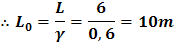 ∴ L₀ = L/γ = 6/0,6 = 10m